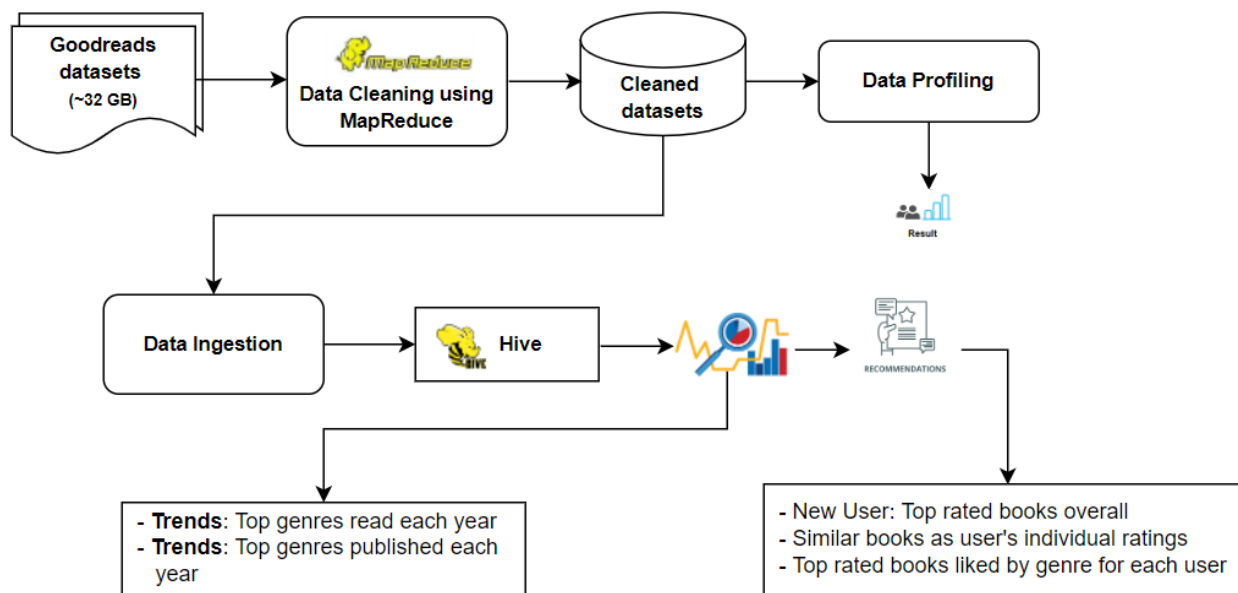 Goodreads
datasets
(~32 GB)
MapReduce
Data Cleaning using
MapReduce
Cleaned
datasets
Data Profiling
Result
Data Ingestion
HIVE
Hive
RECOMMENDATIONS
- Trends: Top genres read each year
- Trends: Top genres published each
year
- New User: Top rated books overall
- Similar books as user's individual ratings
- Top rated books liked by genre for each user